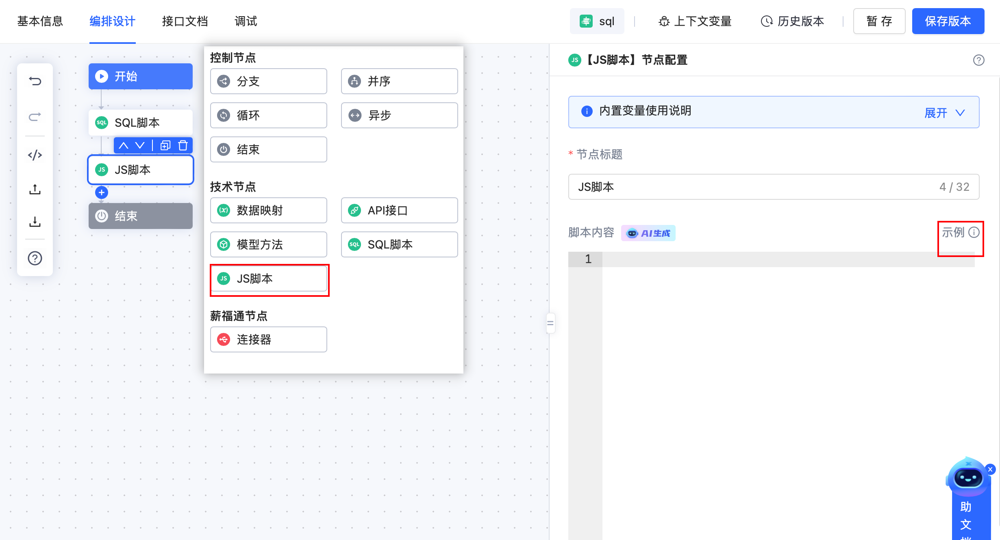 基本信息 编排设计 接口文档 调试 sql 上下文变量 历史版本 暂 存 保存版本
开始
SQL SQL脚本
JS JS脚本
结束
控制节点
分支 并序
循环 异步
结束
技术节点
(x) 数据映射 API接口
模型方法 SQL SQL脚本
JS JS脚本
薪福通节点
连接器
JS 【JS脚本】节点配置
内置变量使用说明 展开
* 节点标题
JS脚本 4 / 32
脚本内容 AI生成 示例
1
助
文